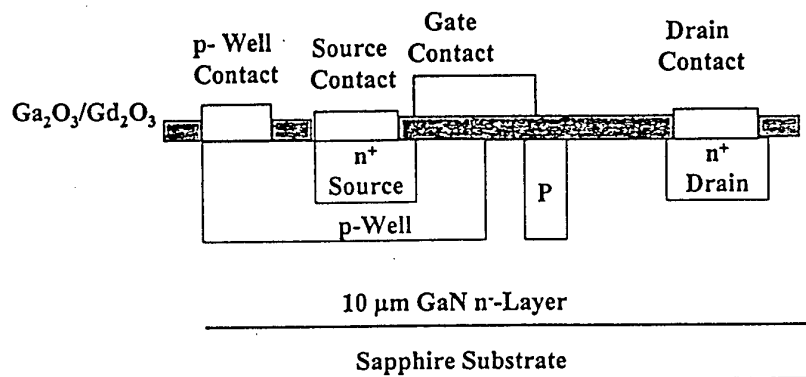 p- Well
Contact
Source
Contact
Gate
Contact
Drain
Contact
Ga₂O₃/Gd₂O₃
n⁺
Source
n⁺
Drain
P
p-Well
10 μm GaN n⁻-Layer
Sapphire Substrate